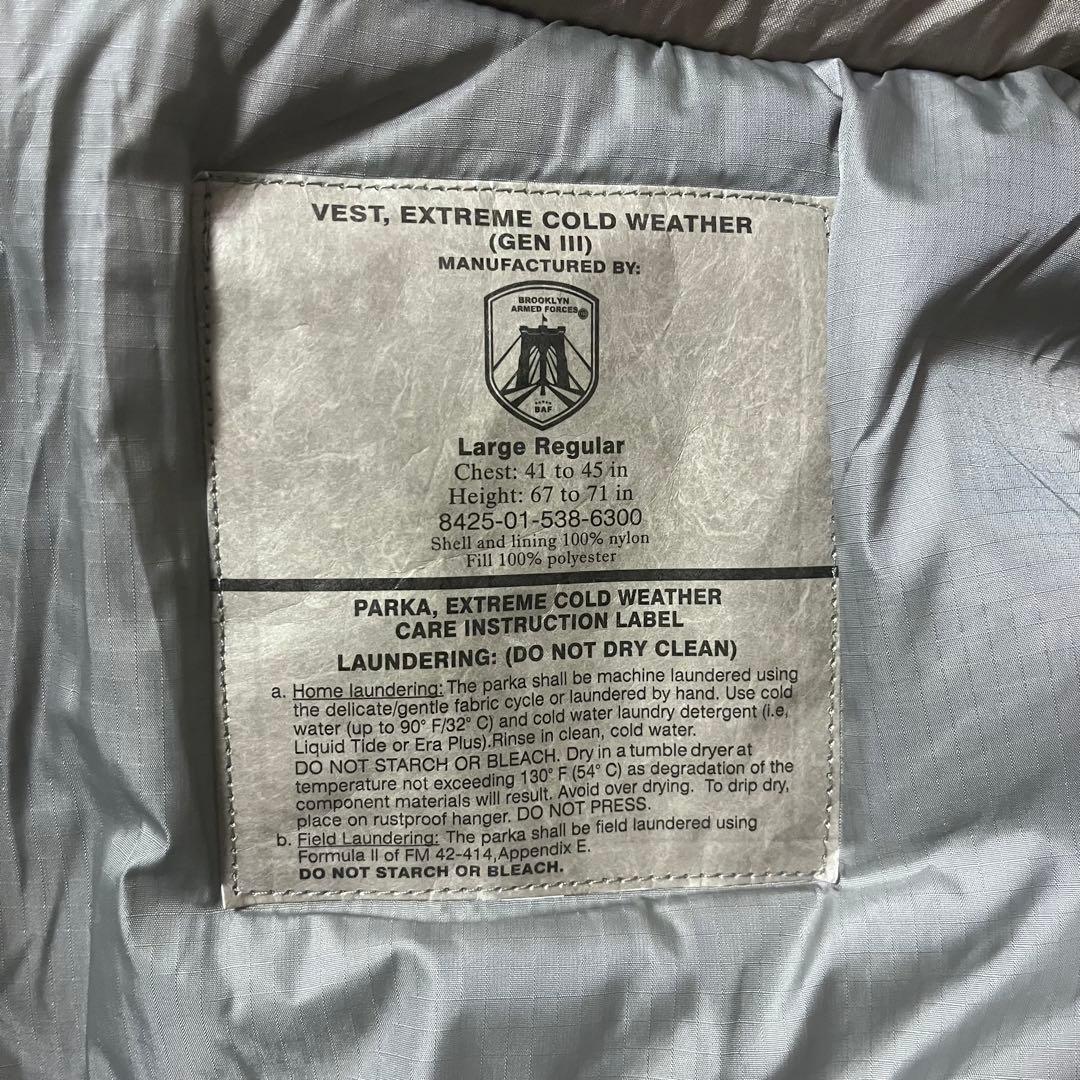 VEST, EXTREME COLD WEATHER
(GEN III)
MANUFACTURED BY:
BROOKLYN
ARMED FORCES
BAF
Large Regular
Chest: 41 to 45 in
Height: 67 to 71 in
8425-01-538-6300
Shell and lining 100% nylon
Fill 100% polyester
PARKA, EXTREME COLD WEATHER
CARE INSTRUCTION LABEL
LAUNDERING: (DO NOT DRY CLEAN)
a. Home laundering: The parka shall be machine laundered using
the delicate/gentle fabric cycle or laundered by hand. Use cold
water (up to 90° F/32° C) and cold water laundry detergent (i.e,
Liquid Tide or Era Plus).Rinse in clean, cold water.
DO NOT STARCH OR BLEACH. Dry in a tumble dryer at
temperature not exceeding 130° F (54° C) as degradation of the
component materials will result. Avoid over drying. To drip dry,
place on rustproof hanger. DO NOT PRESS.
b. Field Laundering: The parka shall be field laundered using
Formula II of FM 42-414,Appendix E.
DO NOT STARCH OR BLEACH.